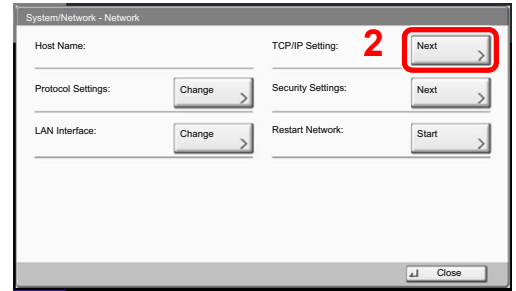 System/Network - Network
Host Name:
TCP/IP Setting:
2
Next
Protocol Settings:
Change
Security Settings:
Next
LAN Interface:
Change
Restart Network:
Start
Close